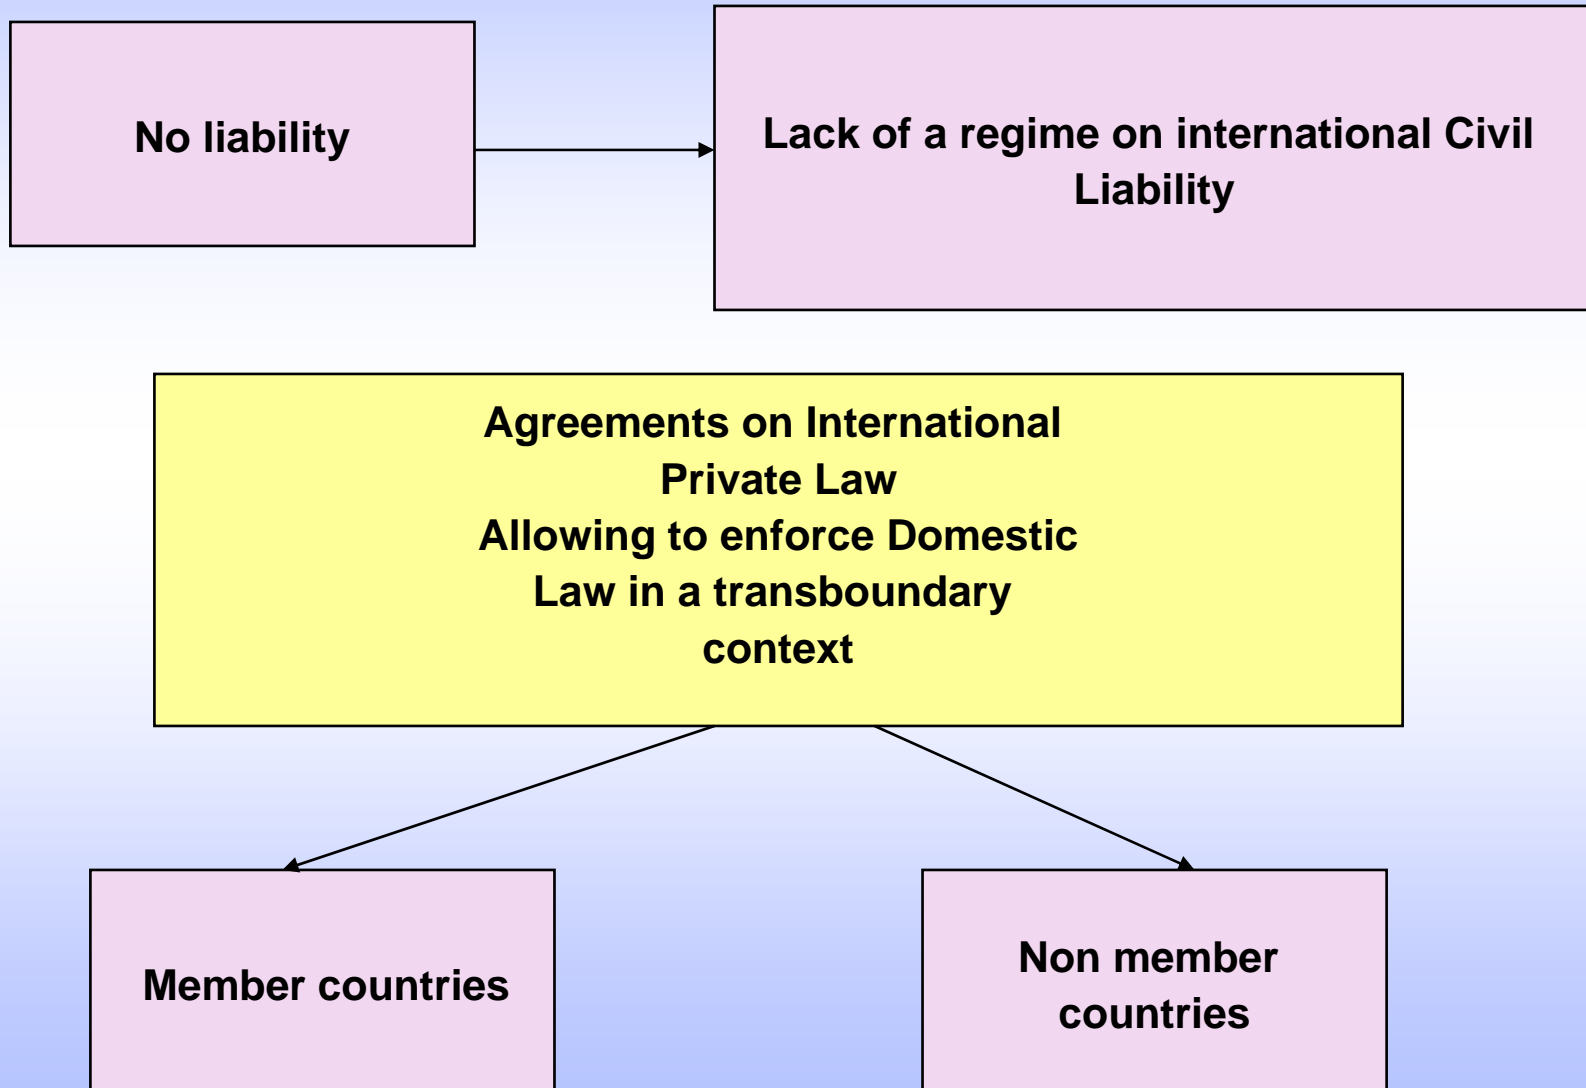 No liability
Lack of a regime on international Civil
Liability
Agreements on International
Private Law
Allowing to enforce Domestic
Law in a transboundary
context
Member countries
Non member
countries